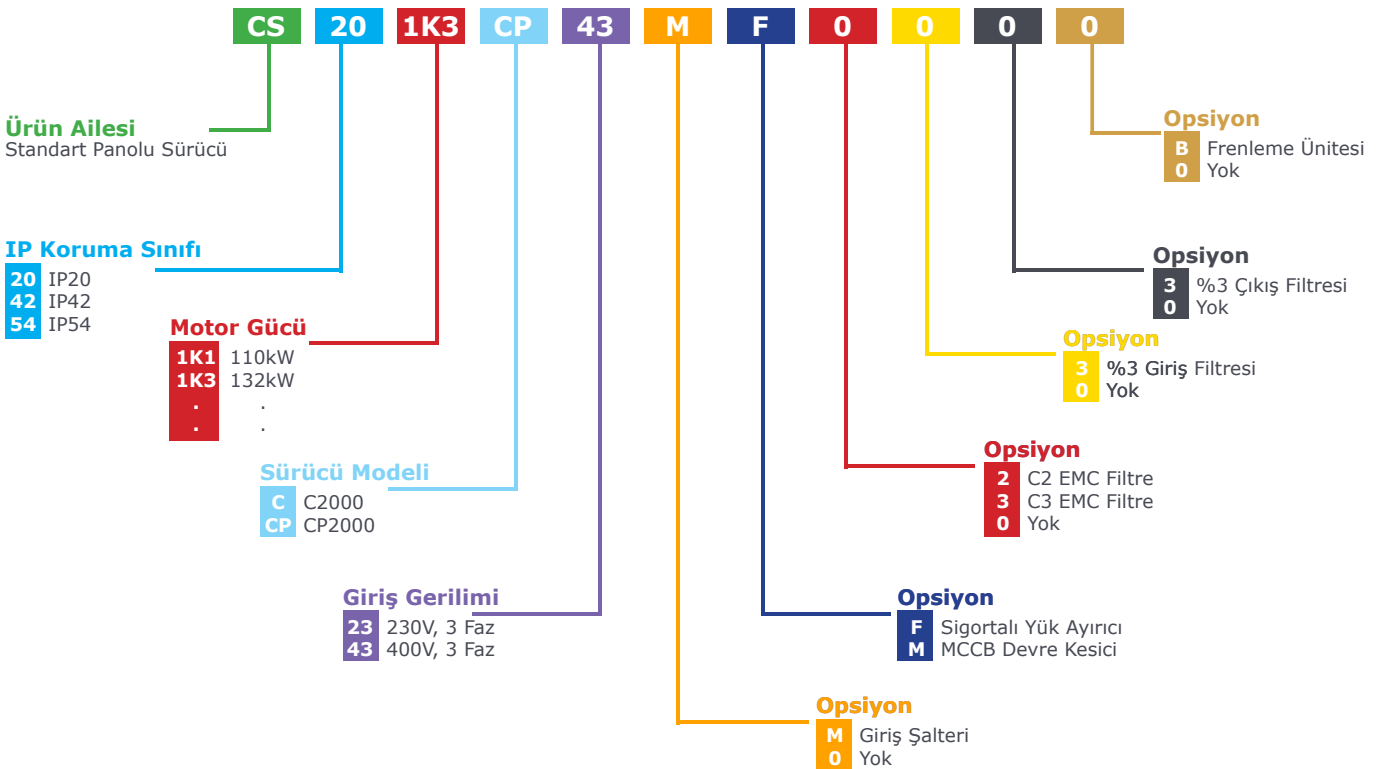 CS 20 1K3 CP 43 M F 0 0 0 0
Ürün Ailesi
Standart Panolu Sürücü
IP Koruma Sınıfı
20 IP20
42 IP42
54 IP54
Motor Gücü
1K1 110kW
1K3 132kW
. .
. .
Sürücü Modeli
C C2000
CP CP2000
Giriş Gerilimi
23 230V, 3 Faz
43 400V, 3 Faz
Opsiyon
M Giriş Şalteri
0 Yok
Opsiyon
F Sigortalı Yük Ayırıcı
M MCCB Devre Kesici
Opsiyon
2 C2 EMC Filtre
3 C3 EMC Filtre
0 Yok
Opsiyon
3 %3 Giriş Filtresi
0 Yok
Opsiyon
3 %3 Çıkış Filtresi
0 Yok
Opsiyon
B Frenleme Ünitesi
0 Yok